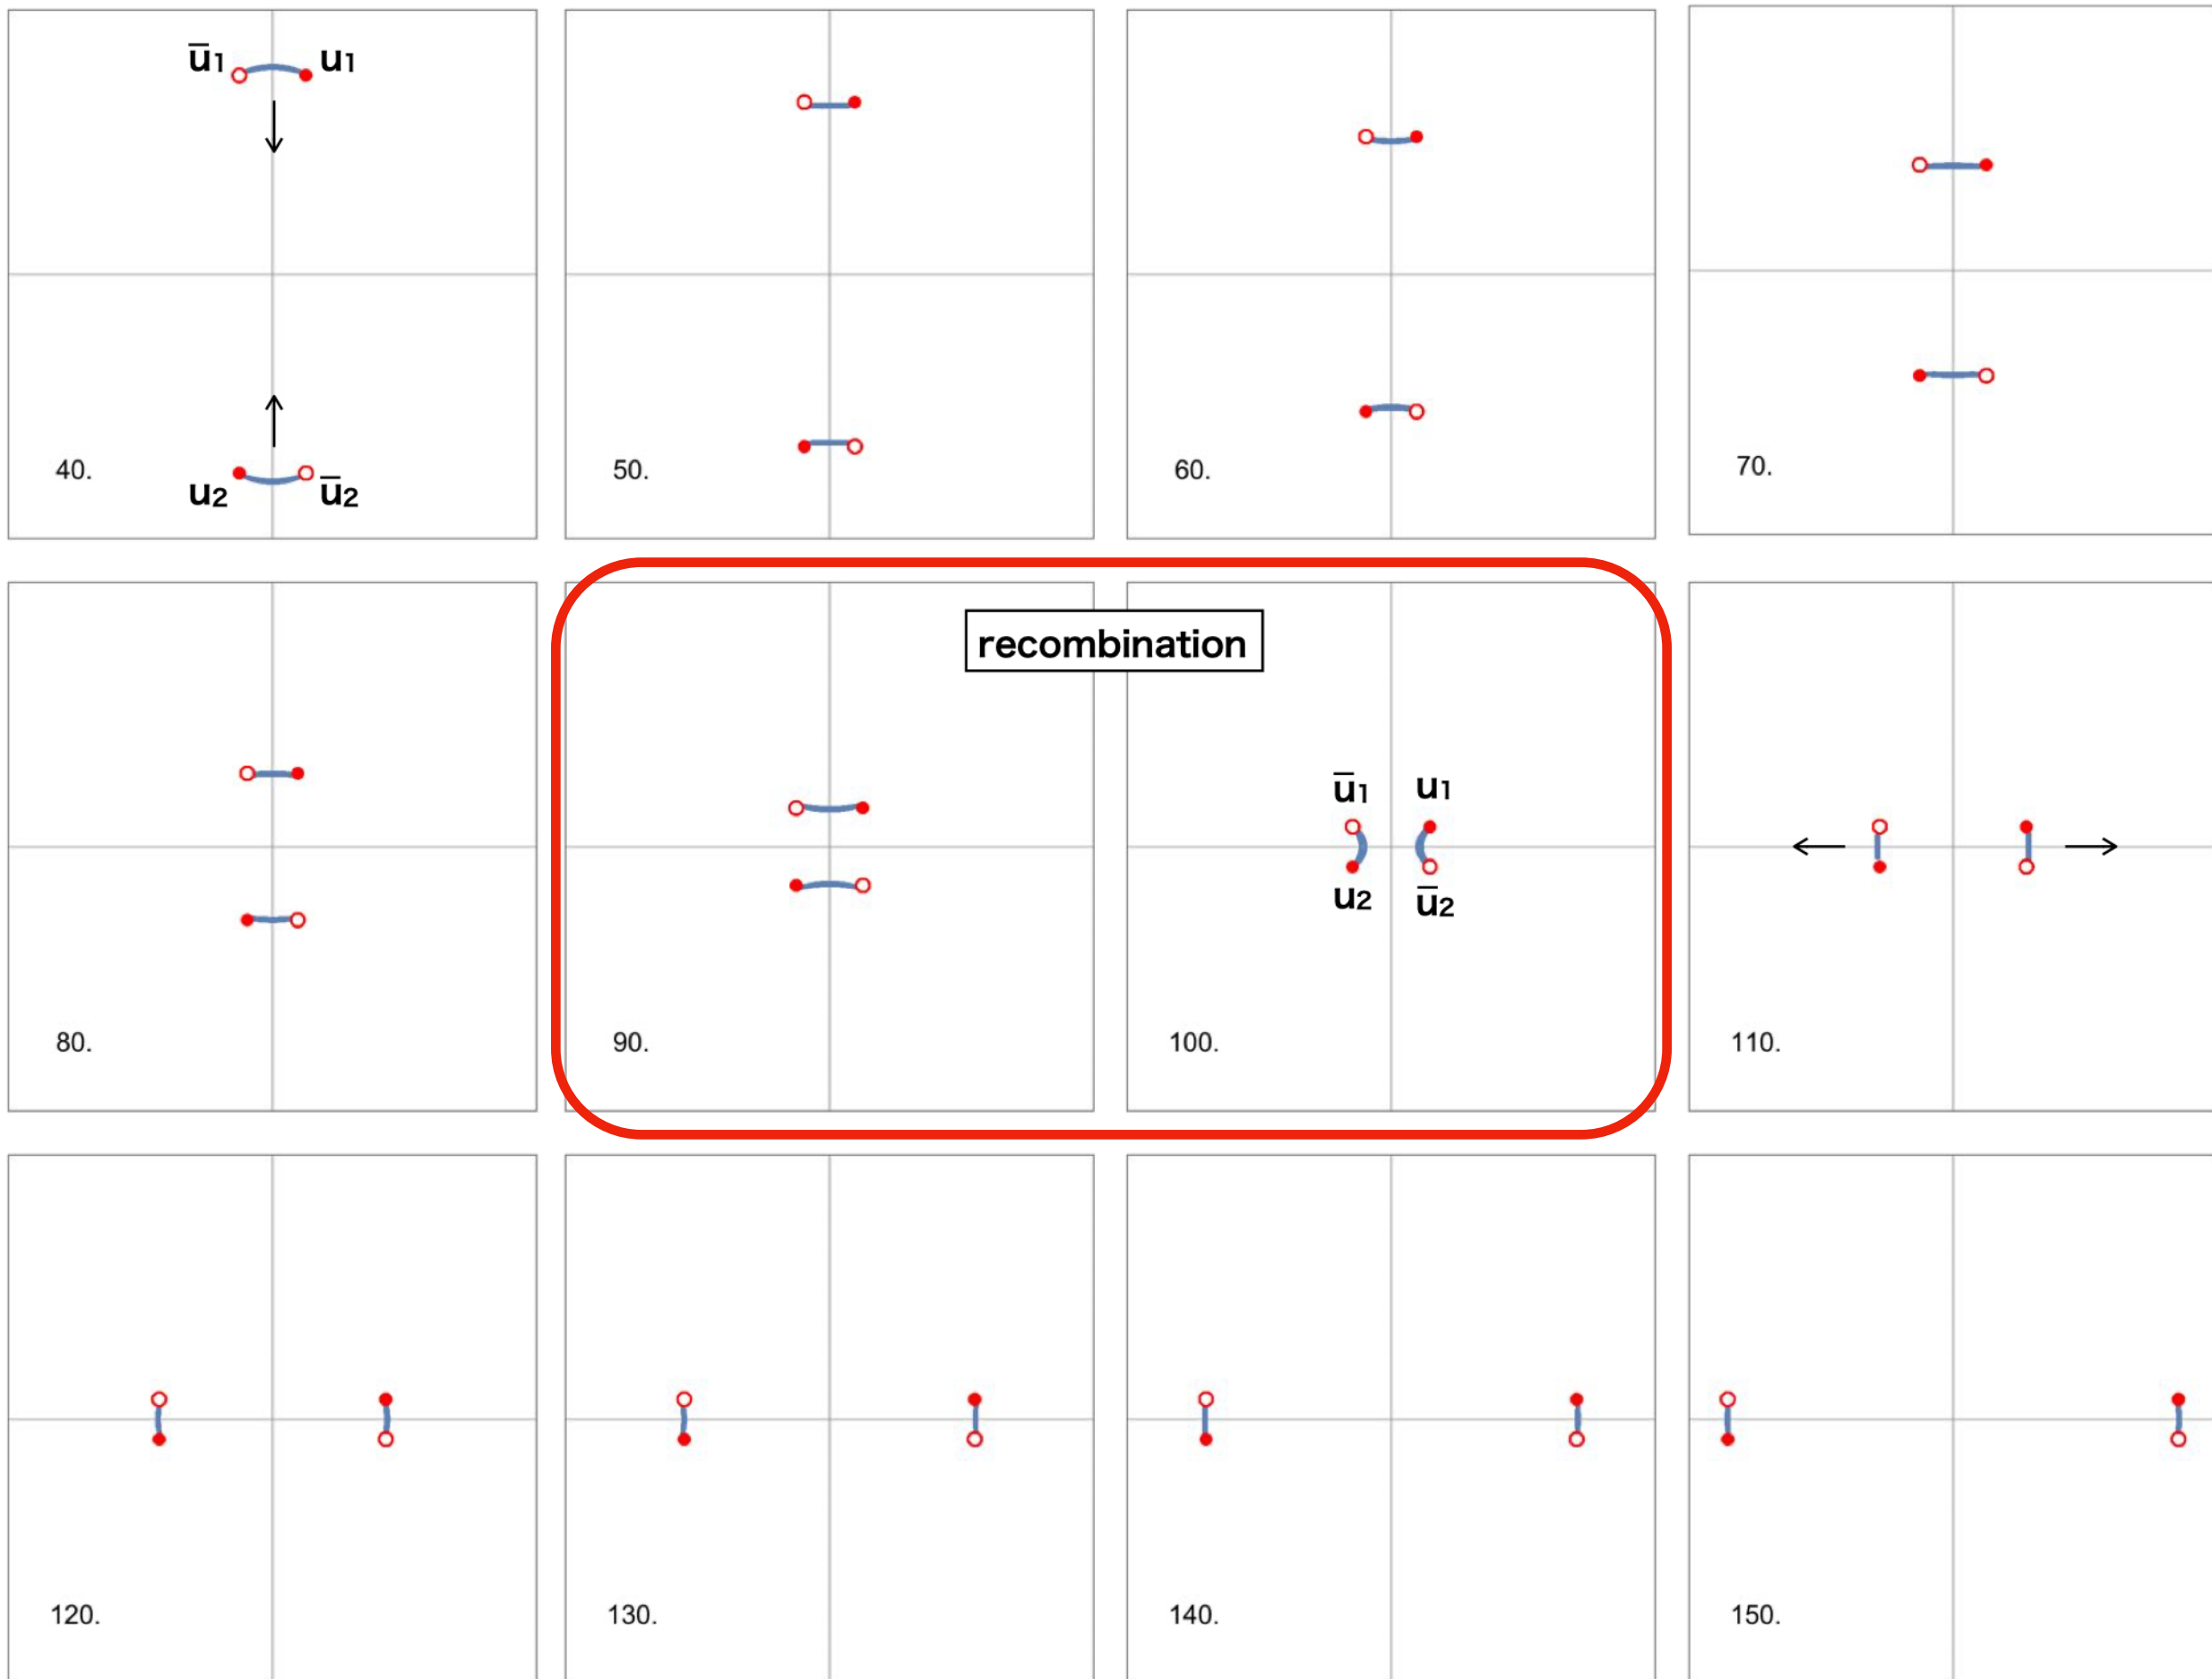 ū1 u1
40.
u2 ū2
50.
60.
70.
80.
recombination
90.
ū1 u1
u2 ū2
100.
110.
120.
130.
140.
150.